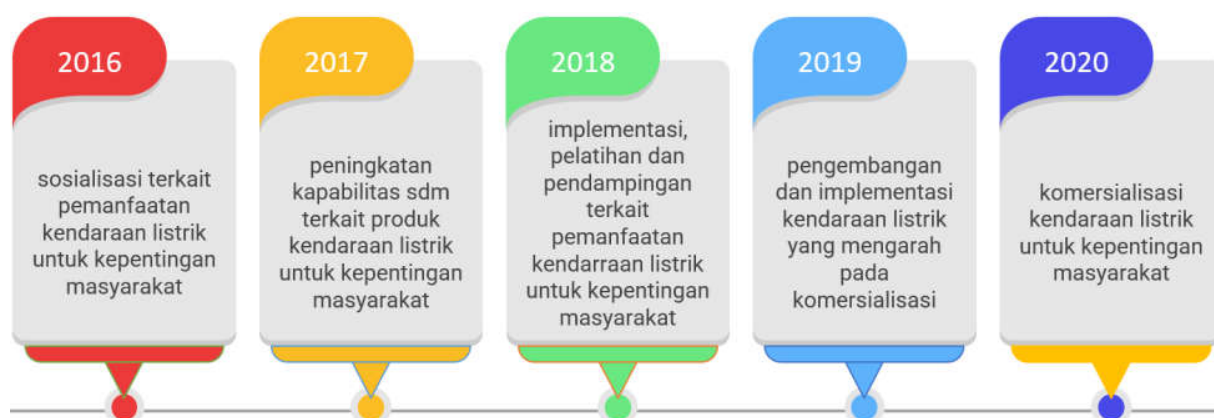 2016
sosialisasi terkait
pemanfaatan
kendaraan listrik
untuk kepentingan
masyarakat
2017
peningkatan
kapabilitas sdm
terkait produk
kendaraan listrik
untuk kepentingan
masyarakat
2018
implementasi,
pelatihan dan
pendampingan
terkait
pemanfaatan
kendarraan listrik
untuk kepentingan
masyarakat
2019
pengembangan
dan implementasi
kendaraan listrik
yang mengarah
pada
komersialisasi
2020
komersialisasi
kendaraan listrik
untuk kepentingan
masyarakat